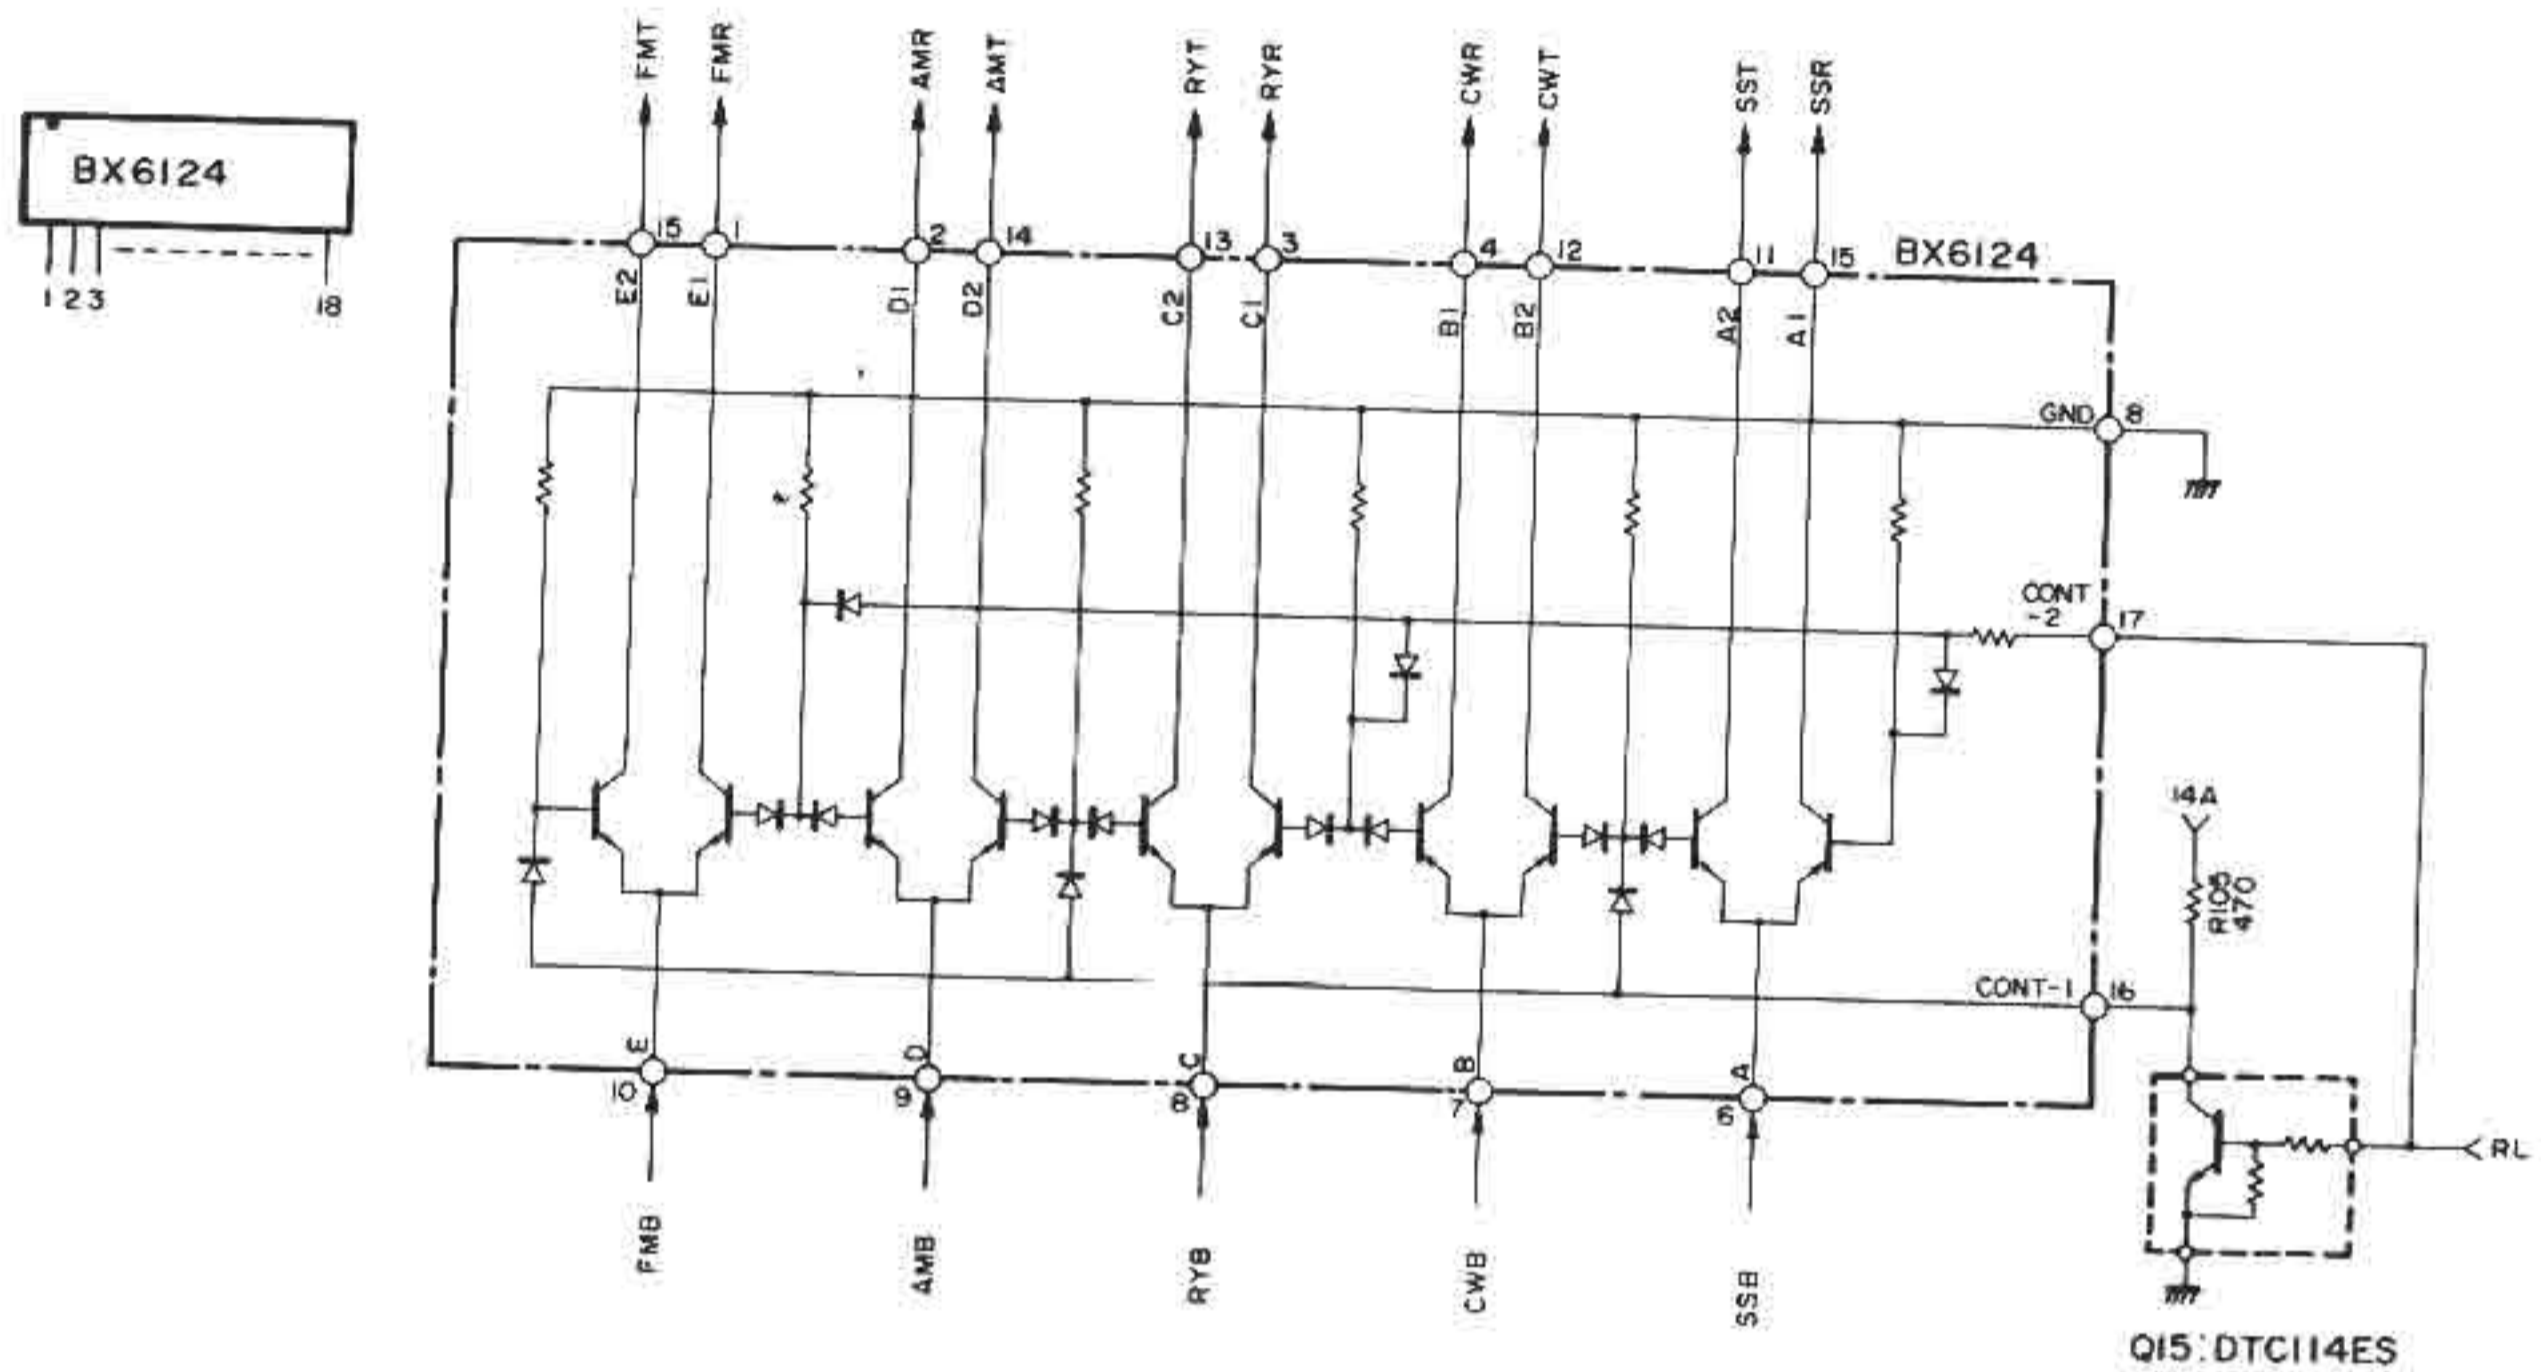 FMT
FMR
AMR
AMT
RYT
RYR
CWR
CWT
SST
SSR
BX6124
1 2 3 18
15
1
2
14
13
3
4
12
11
15
BX6124
E2
E1
D1
D2
C2
C1
B1
B2
A2
A1
GND
8
CONT
-2
17
14A
R105
470
CONT-1
16
E
D
C
B
A
10
9
8
7
6
RL
FMB
AMB
RYB
CWB
SSB
Q15:DTC114ES